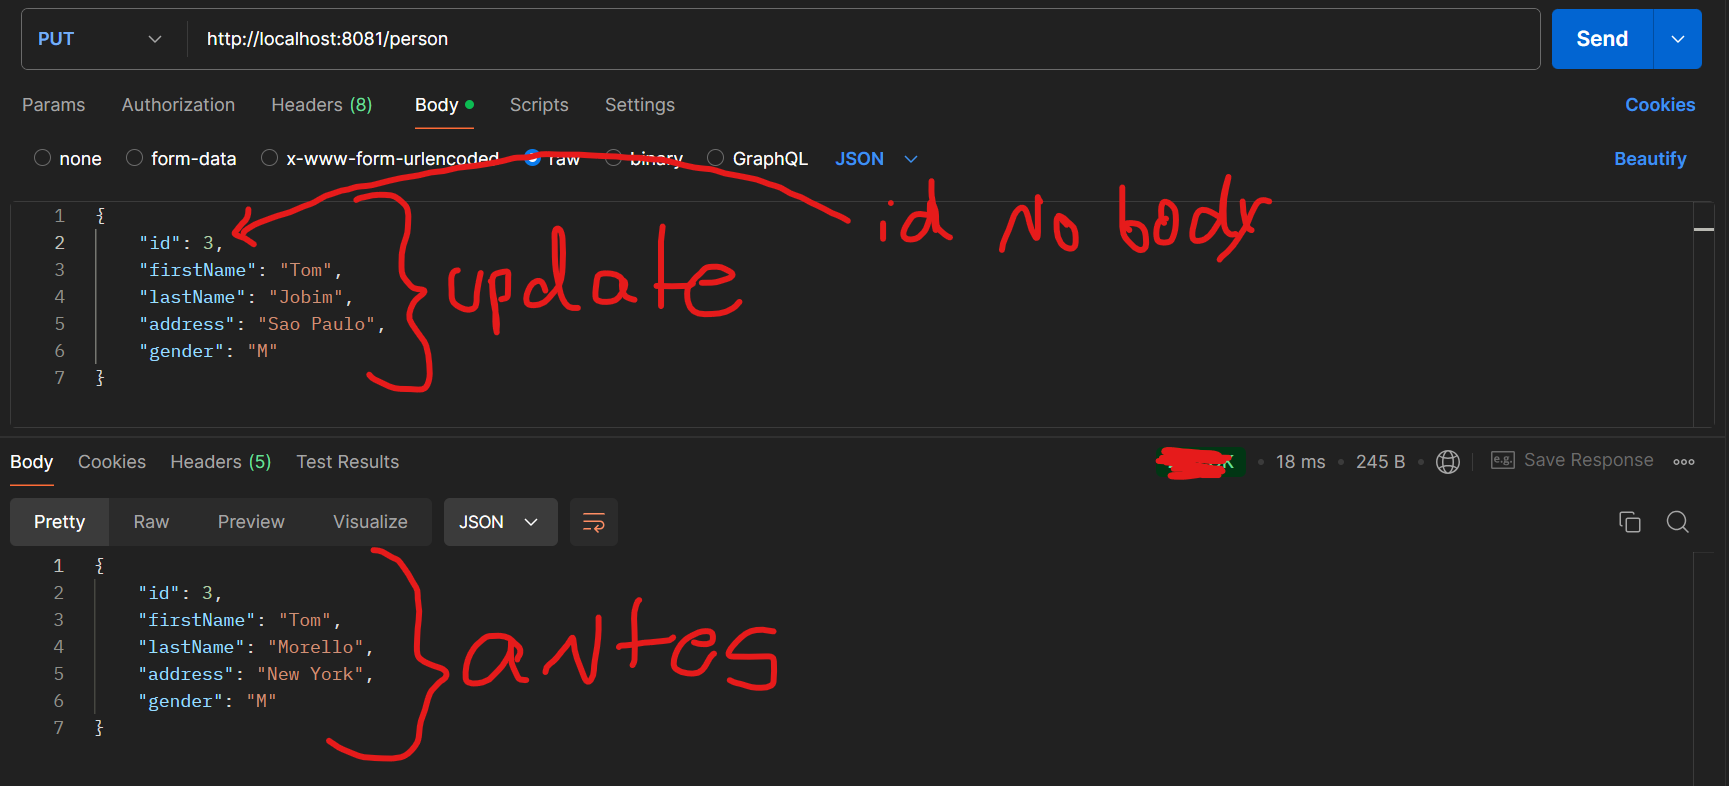 PUT http://localhost:8081/person Send
Params Authorization Headers (8) Body Scripts Settings Cookies
none form-data x-www-form-urlencoded raw binary GraphQL JSON Beautify
id No body
1 {
2 "id": 3,
3 "firstName": "Tom",
4 "lastName": "Jobim",
5 "address": "Sao Paulo",
6 "gender": "M"
7 }
update
Body Cookies Headers (5) Test Results 18 ms 245 B e.g. Save Response
Pretty Raw Preview Visualize JSON
1 {
2 "id": 3,
3 "firstName": "Tom",
4 "lastName": "Morello",
5 "address": "New York",
6 "gender": "M"
7 }
antes